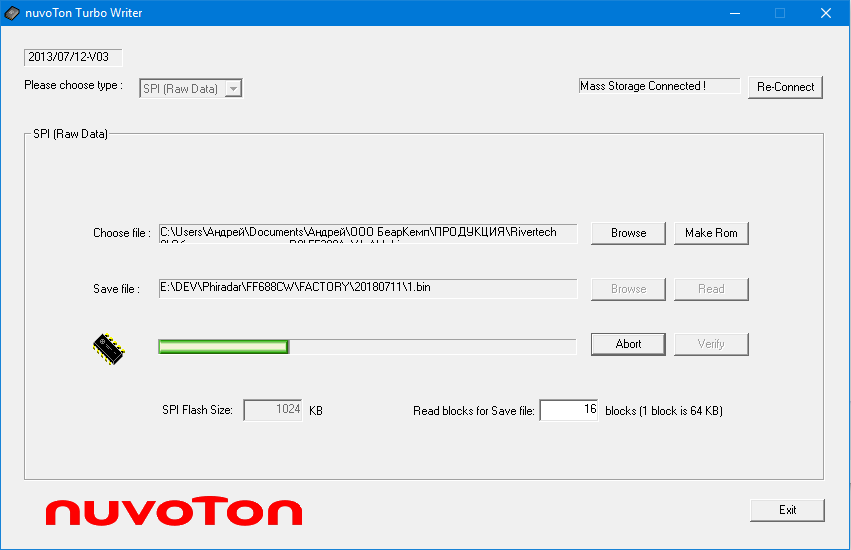 nuvoTon Turbo Writer
2013/07/12-V03
Please choose type :
SPI (Raw Data)
Mass Storage Connected !
Re-Connect
SPI (Raw Data)
Choose file :
C:\Users\Андрей\Documents\Андрей\ООО БеарКемп\ПРОДУКЦИЯ\Rivertech
Browse
Make Rom
Save file :
E:\DEV\Phiradar\FF688CW\FACTORY\20180711\1.bin
Browse
Read
Abort
Verify
SPI Flash Size:
1024
KB
Read blocks for Save file:
16
blocks (1 block is 64 KB)
nuvoTon
Exit